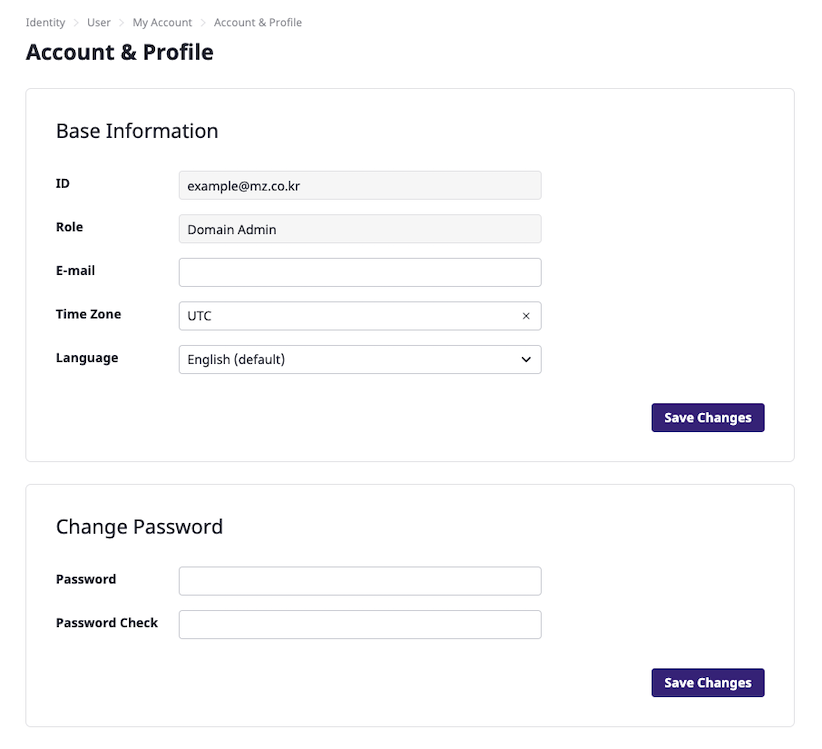 Identity > User > My Account > Account & Profile
Account & Profile
Base Information
ID example@mz.co.kr
Role Domain Admin
E-mail
Time Zone UTC ×
Language English (default)
Save Changes
Change Password
Password
Password Check
Save Changes